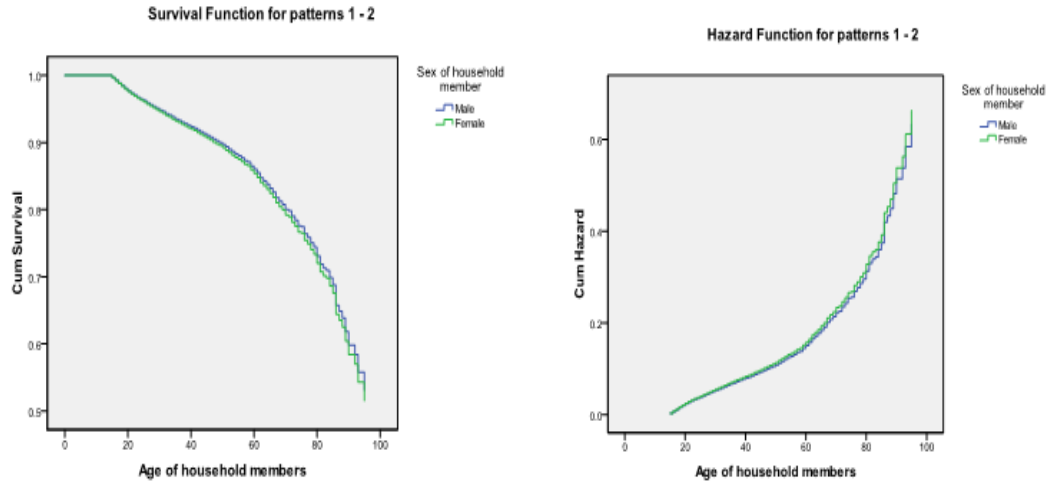 Survival Function for patterns 1 - 2
Sex of household
member
Male
Female
Cum Survival
1.0
0.9
0.8
0.7
0.6
0.5
0
20
40
60
80
100
Age of household members
Hazard Function for patterns 1 - 2
Sex of household
member
Male
Female
Cum Hazard
0.6
0.4
0.2
0.0
0
20
40
60
80
100
Age of household members